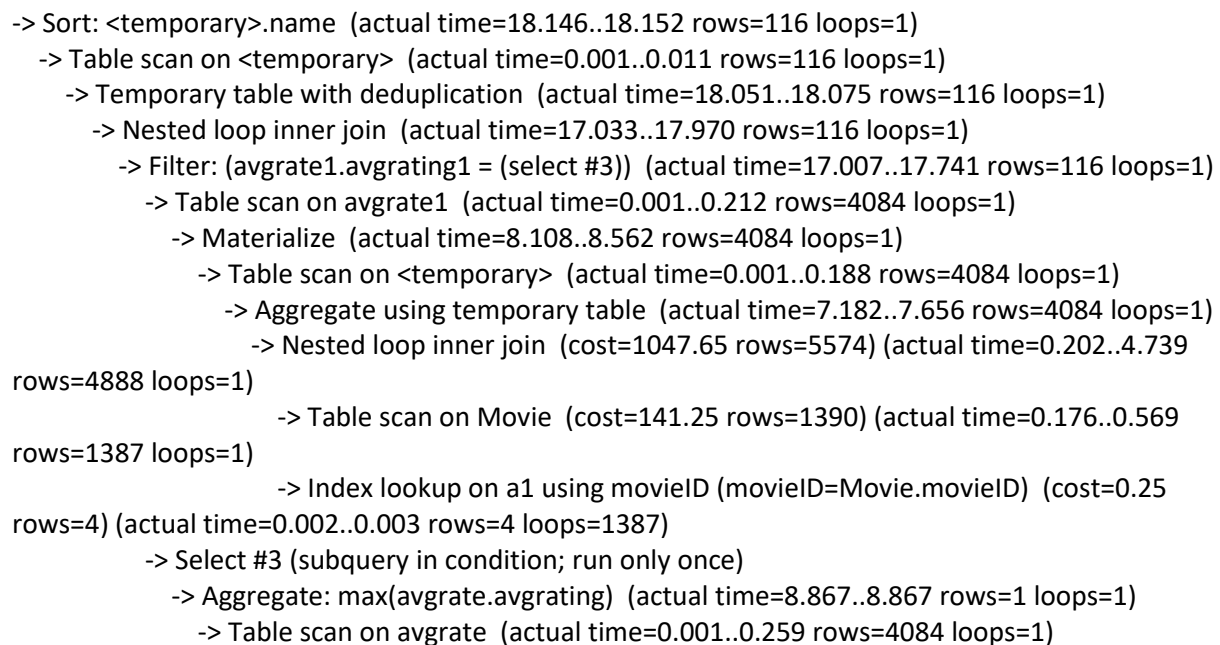 -> Sort: <temporary>.name  (actual time=18.146..18.152 rows=116 loops=1)
-> Table scan on <temporary>  (actual time=0.001..0.011 rows=116 loops=1)
-> Temporary table with deduplication  (actual time=18.051..18.075 rows=116 loops=1)
-> Nested loop inner join  (actual time=17.033..17.970 rows=116 loops=1)
-> Filter: (avgrate1.avgrating1 = (select #3))  (actual time=17.007..17.741 rows=116 loops=1)
-> Table scan on avgrate1  (actual time=0.001..0.212 rows=4084 loops=1)
-> Materialize  (actual time=8.108..8.562 rows=4084 loops=1)
-> Table scan on <temporary>  (actual time=0.001..0.188 rows=4084 loops=1)
-> Aggregate using temporary table  (actual time=7.182..7.656 rows=4084 loops=1)
-> Nested loop inner join  (cost=1047.65 rows=5574) (actual time=0.202..4.739
rows=4888 loops=1)
-> Table scan on Movie  (cost=141.25 rows=1390) (actual time=0.176..0.569
rows=1387 loops=1)
-> Index lookup on a1 using movieID (movieID=Movie.movieID)  (cost=0.25
rows=4) (actual time=0.002..0.003 rows=4 loops=1387)
-> Select #3 (subquery in condition; run only once)
-> Aggregate: max(avgrate.avgrating)  (actual time=8.867..8.867 rows=1 loops=1)
-> Table scan on avgrate  (actual time=0.001..0.259 rows=4084 loops=1)